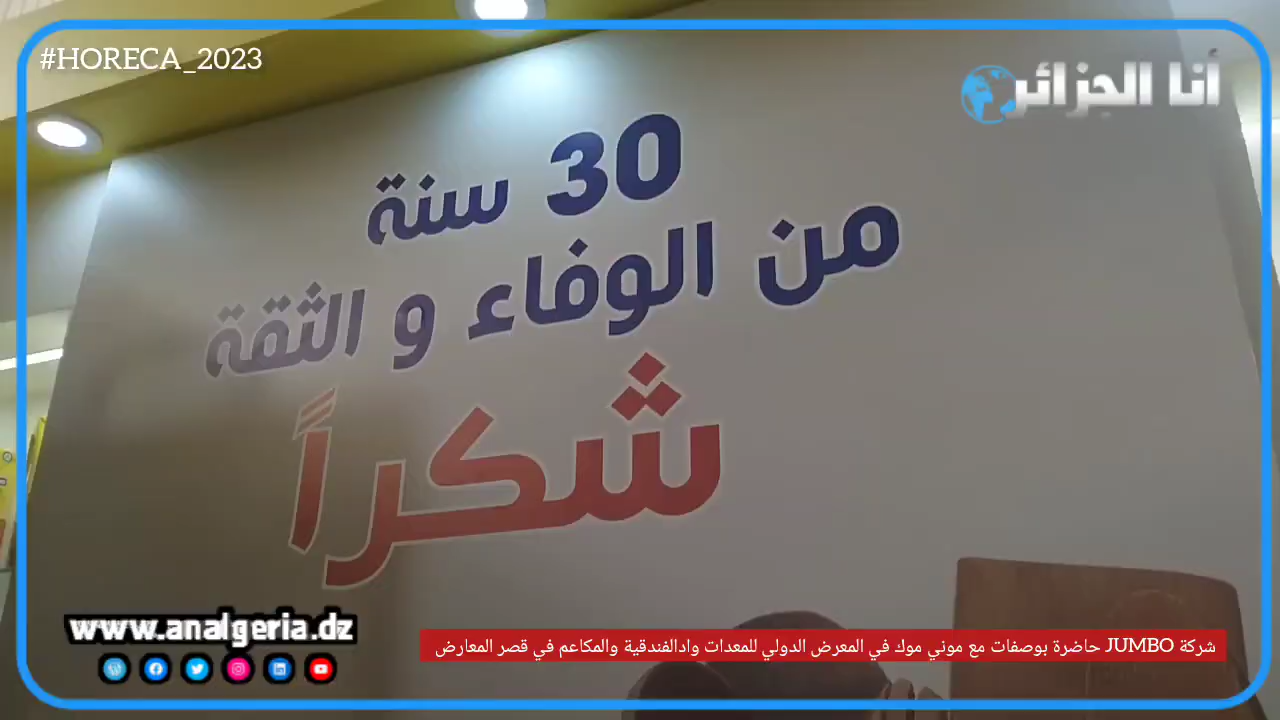 #HORECA_2023
أنا الجزائر
30 سنة
من الوفاء و الثقة
شكراً
www.analgeria.dz
شركة JUMBO حاضرة بوصفات مع موني موك في المعرض الدولي للمعدات وادالفندقية والمكاعم في قصر المعارض